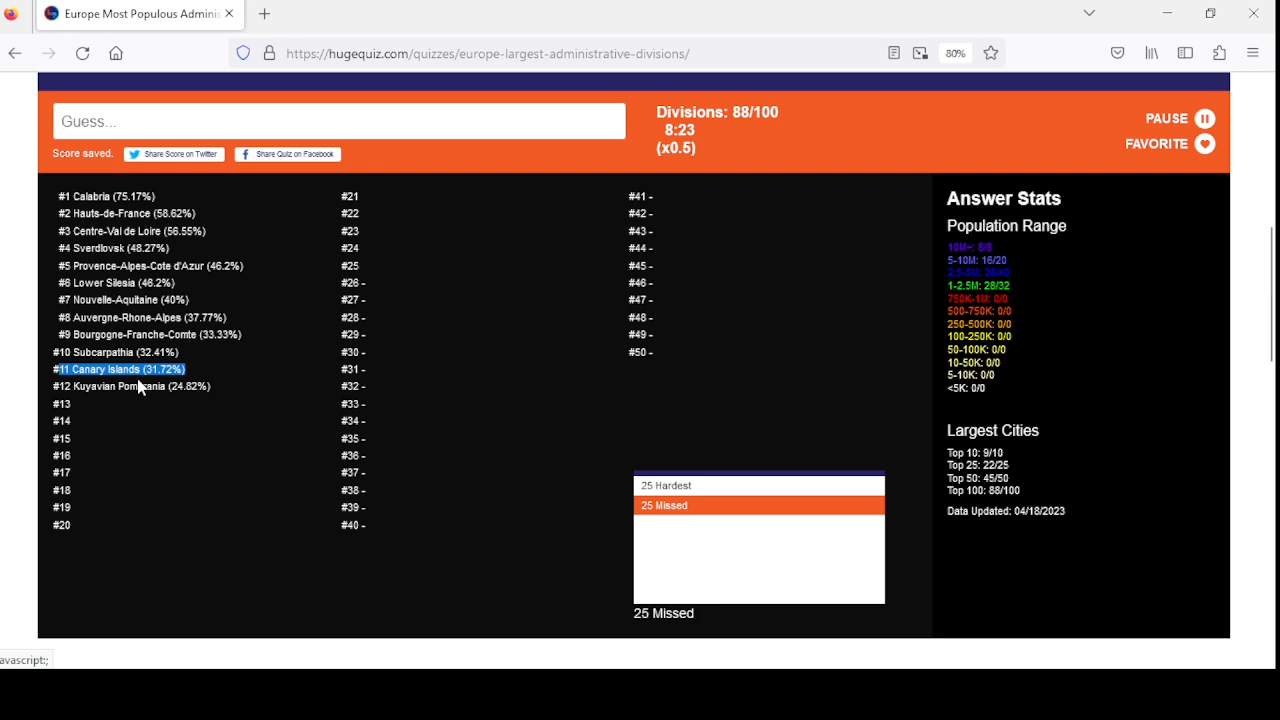 Europe Most Populous Adminis
https://hugequiz.com/quizzes/europe-largest-administrative-divisions/
80%
Guess...
Divisions: 88/100
8:23
(x0.5)
PAUSE
FAVORITE
Score saved.
Share Score on Twitter
Share Quiz on Facebook
#1 Calabria (75.17%)
#2 Hauts-de-France (58.62%)
#3 Centre-Val de Loire (56.55%)
#4 Sverdlovsk (48.27%)
#5 Provence-Alpes-Cote d'Azur (46.2%)
#6 Lower Silesia (46.2%)
#7 Nouvelle-Aquitaine (40%)
#8 Auvergne-Rhone-Alpes (37.77%)
#9 Bourgogne-Franche-Comte (33.33%)
#10 Subcarpathia (32.41%)
#11 Canary Islands (31.72%)
#12 Kuyavian Pomerania (24.82%)
#13
#14
#15
#16
#17
#18
#19
#20
#21
#22
#23
#24
#25
#26 -
#27 -
#28 -
#29 -
#30 -
#31 -
#32 -
#33 -
#34 -
#35 -
#36 -
#37 -
#38 -
#39 -
#40 -
#41 -
#42 -
#43 -
#44 -
#45 -
#46 -
#47 -
#48 -
#49 -
#50 -
25 Hardest
25 Missed
25 Missed
Answer Stats
Population Range
10M+: 8/8
5-10M: 16/20
2.5-5M: 36/40
1-2.5M: 28/32
750K-1M: 0/0
500-750K: 0/0
250-500K: 0/0
100-250K: 0/0
50-100K: 0/0
10-50K: 0/0
5-10K: 0/0
<5K: 0/0
Largest Cities
Top 10: 9/10
Top 25: 22/25
Top 50: 45/50
Top 100: 88/100
Data Updated: 04/18/2023
avascript:;